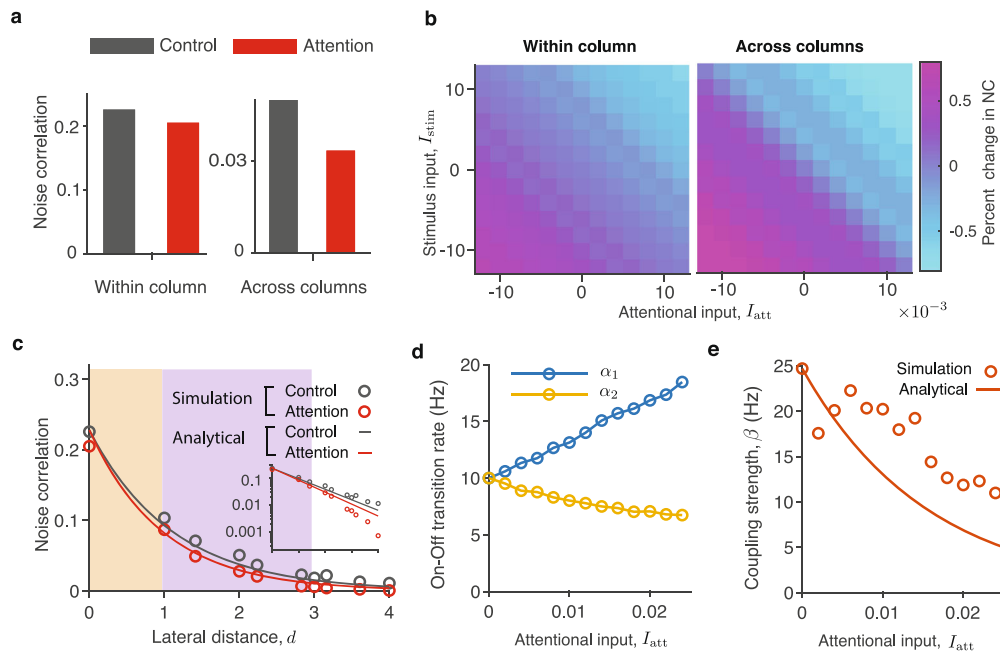 a
Control
Attention
Noise correlation
0.2
0.1
0
0.03
0
Within column
Across columns
b
Within column
Across columns
Stimulus input, I_stim
10
0
-10
-10
0
10
-10
0
10
×10⁻³
Attentional input, I_att
0.5
0
-0.5
Percent change in NC
c
Noise correlation
0.3
0.2
0.1
0
0
1
2
3
4
Lateral distance, d
Simulation
Control
Attention
Analytical
Control
Attention
0.1
0.01
0.001
d
On-Off transition rate (Hz)
20
15
10
5
0
0
0.01
0.02
Attentional input, I_att
α₁
α₂
e
Coupling strength, β (Hz)
25
20
15
10
5
0
0
0.01
0.02
Attentional input, I_att
Simulation
Analytical